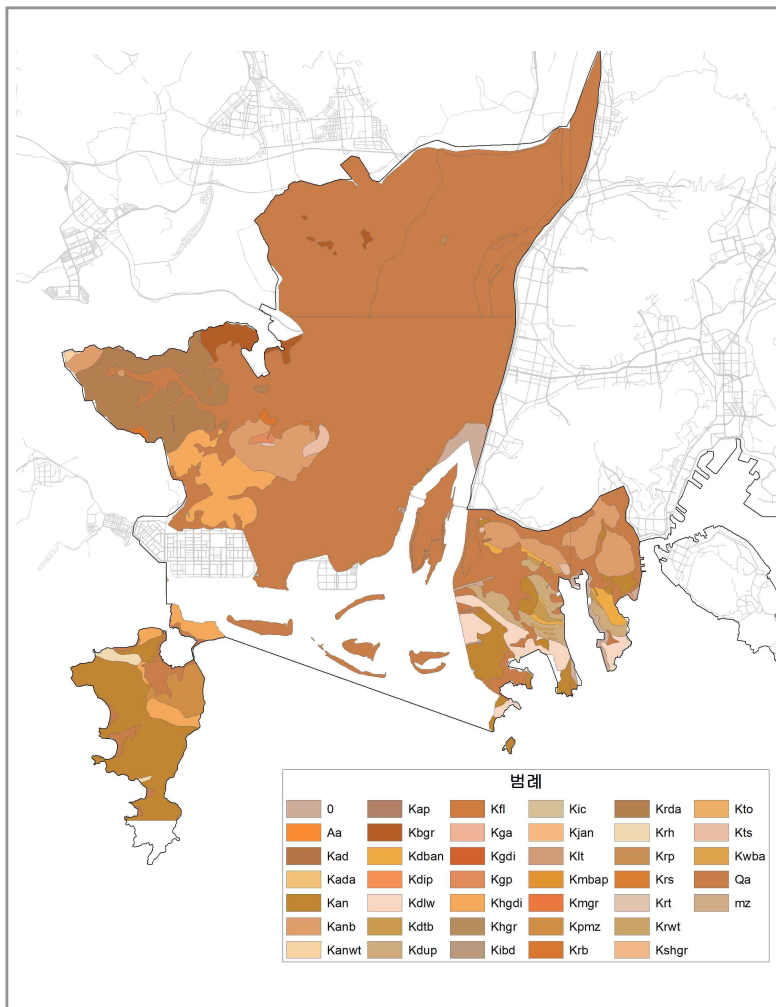 범례
0 Kap Kfl Kic Krda Kto
Aa Kbgr Kga Kjan Krh Kts
Kad Kdban Kgdi Klt Krp Kwba
Kada Kdip Kgp Kmbap Krs Qa
Kan Kdlw Khgdi Kmgr Krt mz
Kanb Kdtb Khgr Kpmz Krwt
Kanwt Kdup Kibd Krb Kshgr